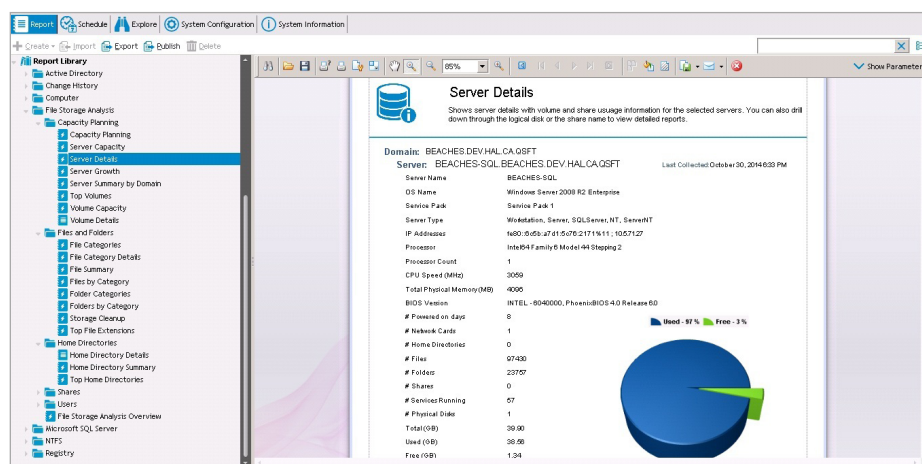 Report Schedule Explore System Configuration System Information
Create Import Export Publish Delete
Report Library
Active Directory
Change History
Computer
File Storage Analysis
Capacity Planning
Capacity Planning
Server Capacity
Server Details
Server Growth
Server Summary by Domain
Top Volumes
Volume Capacity
Volume Details
Files and Folders
File Categories
File Category Details
File Summary
Files by Category
Folder Categories
Folders by Category
Storage Cleanup
Top File Extensions
Home Directories
Home Directory Details
Home Directory Summary
Top Home Directories
Shares
Users
File Storage Analysis Overview
Microsoft SQL Server
NTFS
Registry
85%
Show Parameter
Server Details
Shows server details with volume and share usuage information for the selected servers. You can also drill
down through the logical disk or the share name to view detailed reports.
Domain: BEACHES.DEV.HAL.CA.QSFT
Server: BEACHES-SQL.BEACHES.DEV.HAL.CA.QSFT Last Collected:October 30, 2014 6:33 PM
Server Name BEACHES-SQL
OS Name Windows Server 2008 R2 Enterprise
Service Pack Service Pack 1
Server Type Workstation, Server, SQLServer, NT, ServerNT
IP Addresses
Processor Intel64 Family 6 Model 44 Stepping 2
Processor Count 1
CPU Speed (MHz) 3059
Total Physical Memory (MB) 4096
BIOS Version INTEL - 6040000, PhoenixBIOS 4.0 Release 6.0
# Powered on days 8
# Network Cards 1
# Home Directories 0
# Files 97430
# Folders 23757
# Shares 0
# Services Running 57
# Physical Disks 1
Total (GB) 39.90
Used (GB) 38.56
Free (GB) 1.34
Used - 97 % Free - 3 %